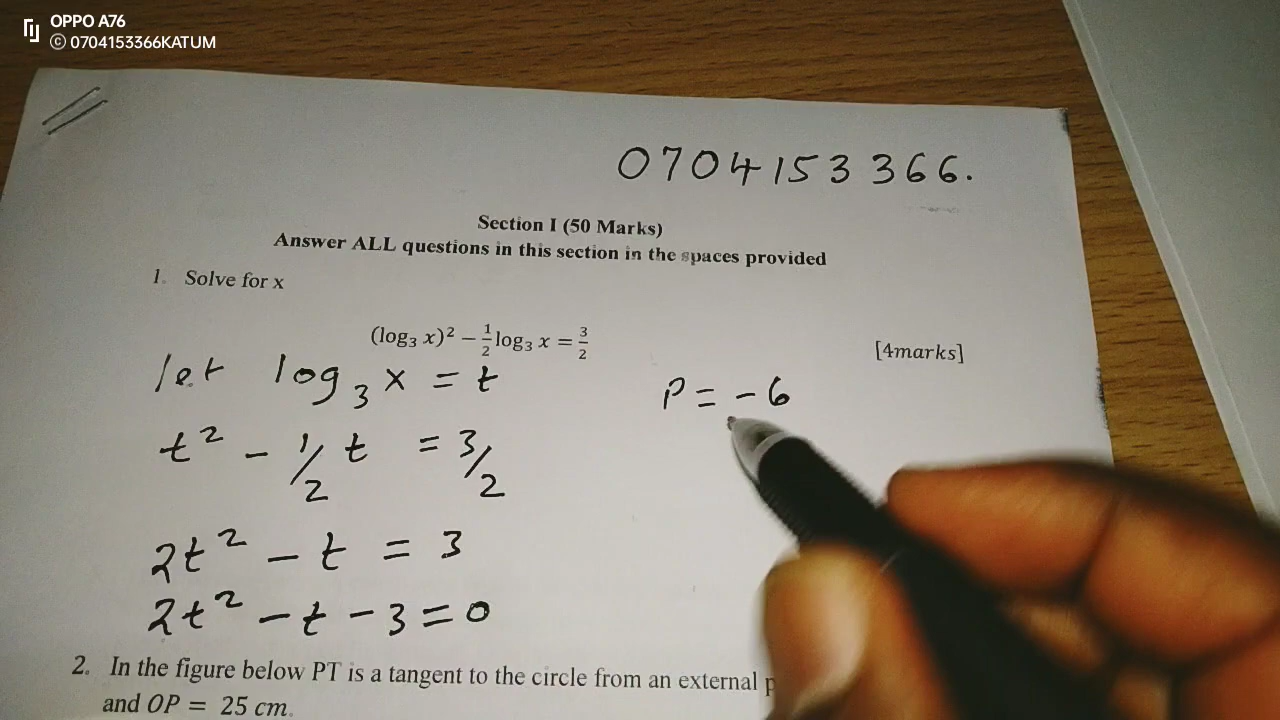 OPPO A76
© 0704153366KATUM
0704153366.
Section I (50 Marks)
Answer ALL questions in this section in the spaces provided
1. Solve for x
(log₃ x)² − 1/2 log₃ x = 3/2
[4marks]
let log₃ x = t
P = -6
t² - 1/2 t = 3/2
2t² - t = 3
2t² - t - 3 = 0
2. In the figure below PT is a tangent to the circle from an external
and OP = 25 cm.